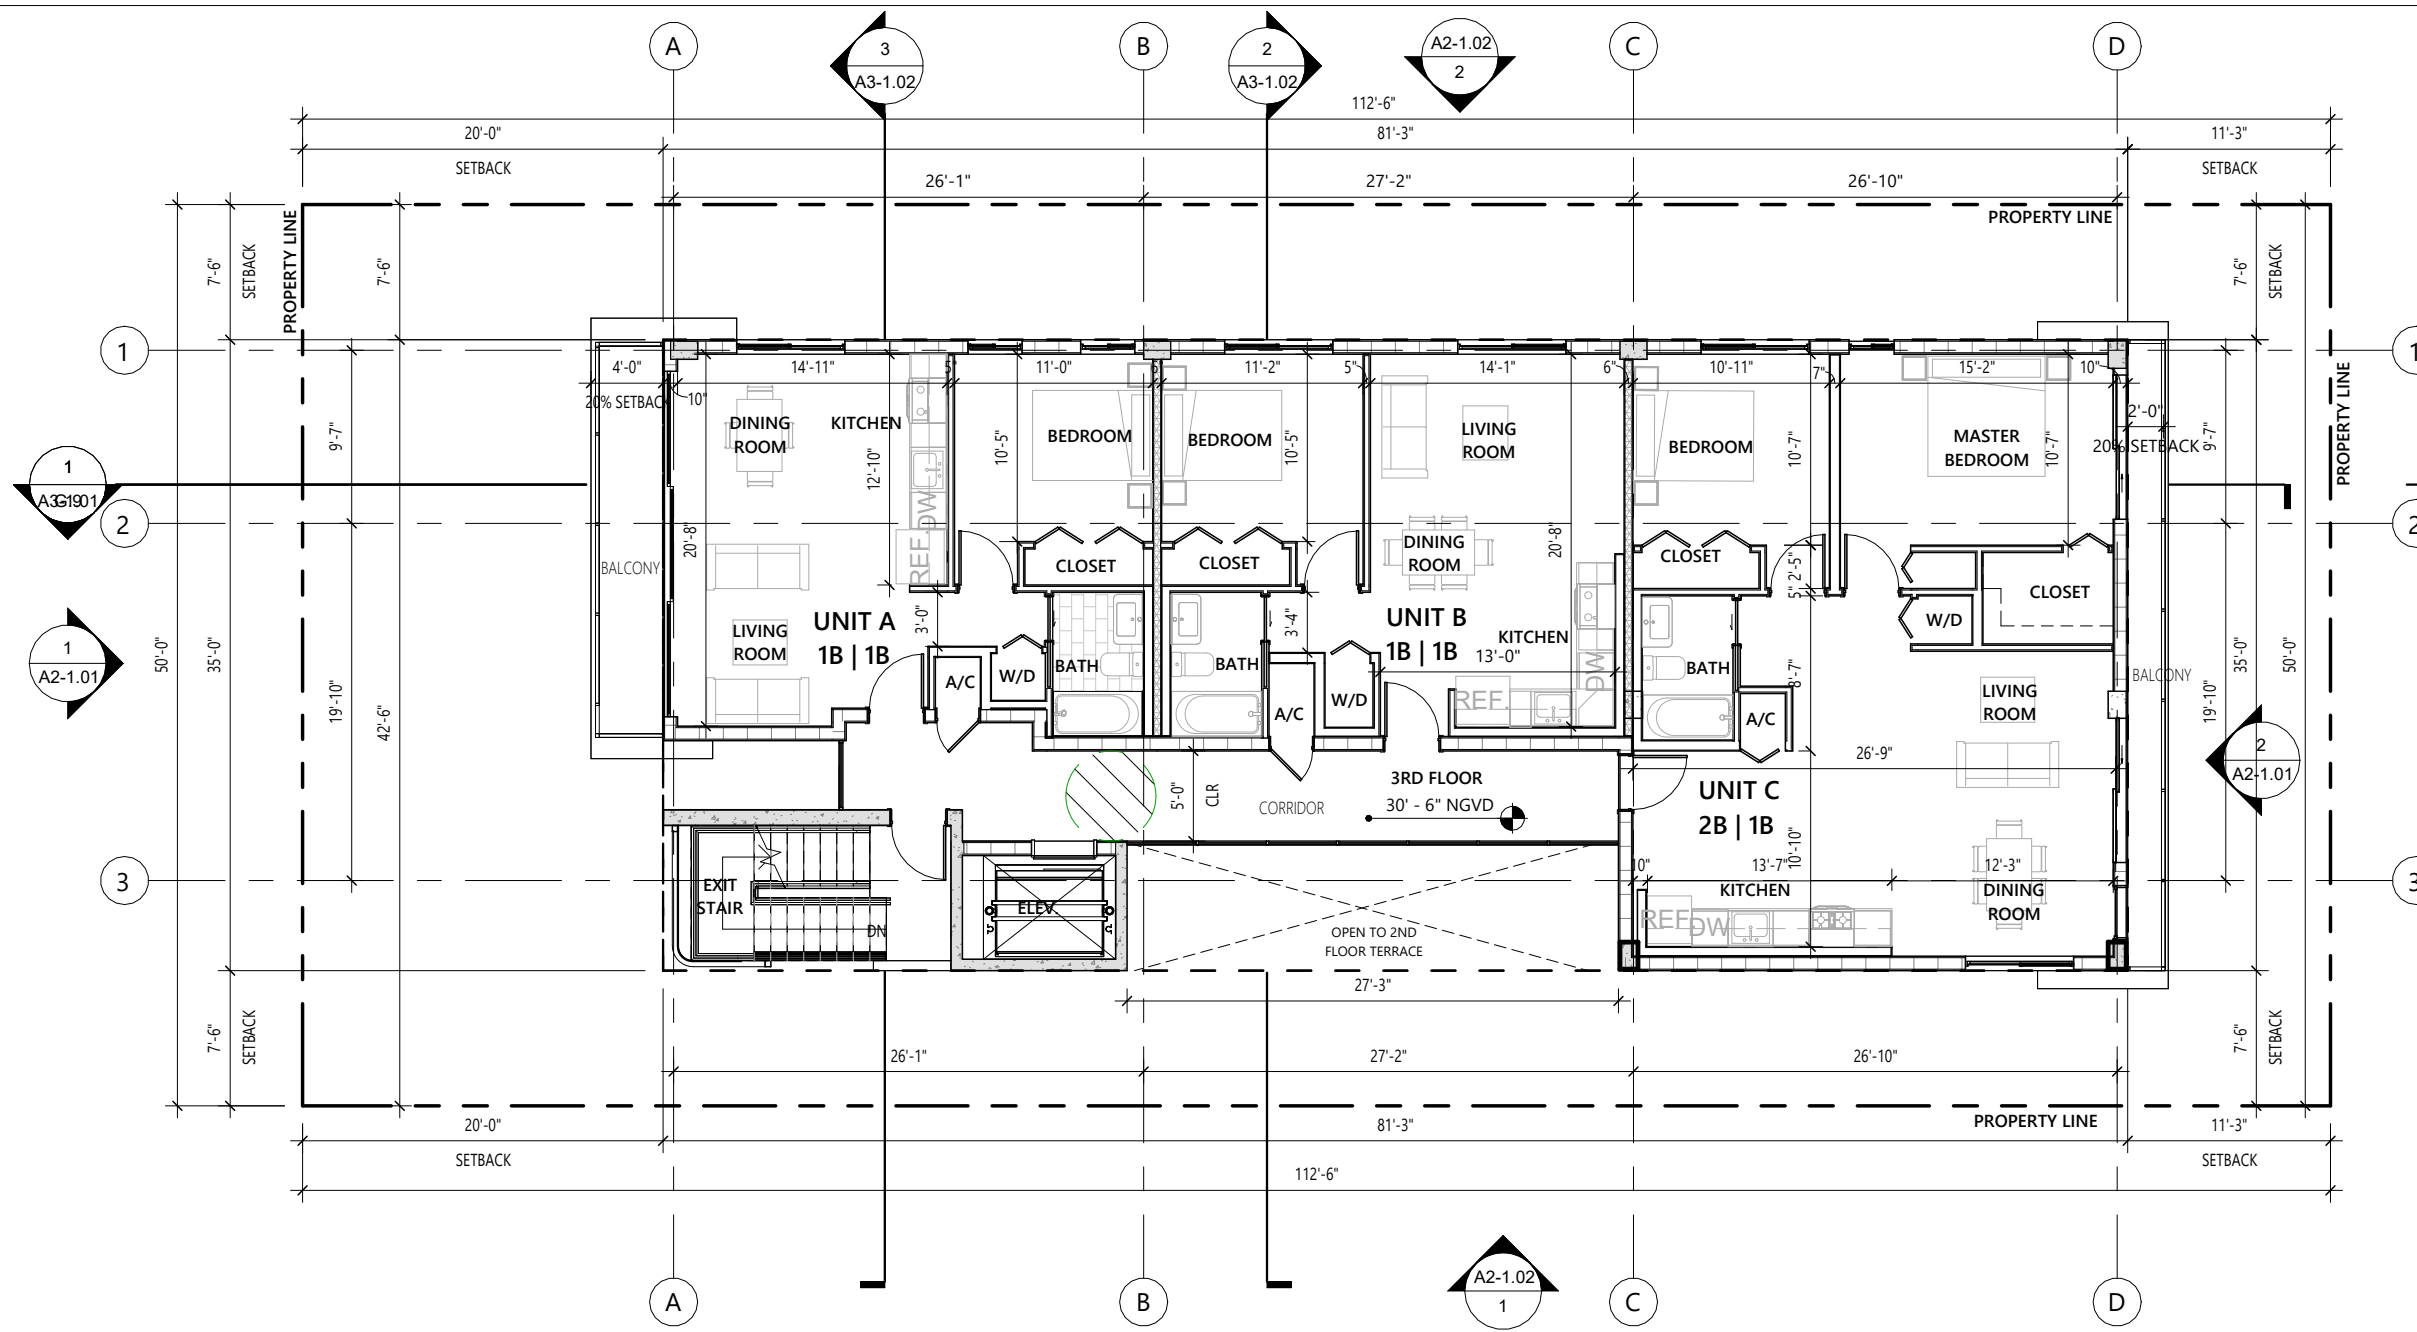 A
B
C
D
3
A3-1.02
2
A3-1.02
A2-1.02
2
112'-6"
20'-0"
81'-3"
11'-3"
SETBACK
SETBACK
26'-1"
27'-2"
26'-10"
PROPERTY LINE
PROPERTY LINE
7'-6"
SETBACK
7'-6"
7'-6"
SETBACK
1
1
4'-0"
14'-11"
5"
11'-0"
11'-2"
5"
14'-1"
6"
10'-11"
7"
15'-2"
10"
20% SETBACK
10"
2'-0"
20% SETBACK
PROPERTY LINE
9'-7"
DINING
ROOM
KITCHEN
12'-10"
10'-5"
BEDROOM
BEDROOM
10'-5"
LIVING
ROOM
BEDROOM
10'-7"
MASTER
BEDROOM
10'-7"
9'-7"
1
2
2
DW
REF.
20'-8"
DINING
ROOM
20'-8"
BALCONY
CLOSET
CLOSET
CLOSET
2'-5"
5"
CLOSET
W/D
LIVING
ROOM
UNIT A
1B | 1B
3'-0"
A/C
W/D
BATH
BATH
3'-4"
A/C
W/D
UNIT B
1B | 1B
KITCHEN
13'-0"
REF.
DW
BATH
8'-7"
A/C
LIVING
ROOM
BALCONY
1
A2-1.01
50'-0"
35'-0"
19'-10"
42'-6"
35'-0"
50'-0"
19'-10"
26'-9"
2
A2-1.01
5'-0"
CLR
CORRIDOR
3RD FLOOR
30' - 6" NGVD
UNIT C
2B | 1B
10'-10"
10"
13'-7"
12'-3"
3
3
EXIT
STAIR
DN
ELEV.
OPEN TO 2ND
FLOOR TERRACE
KITCHEN
REF.
DW
DINING
ROOM
27'-3"
7'-6"
SETBACK
7'-6"
SETBACK
26'-1"
27'-2"
26'-10"
PROPERTY LINE
20'-0"
81'-3"
11'-3"
SETBACK
SETBACK
112'-6"
A2-1.02
1
A
B
C
D